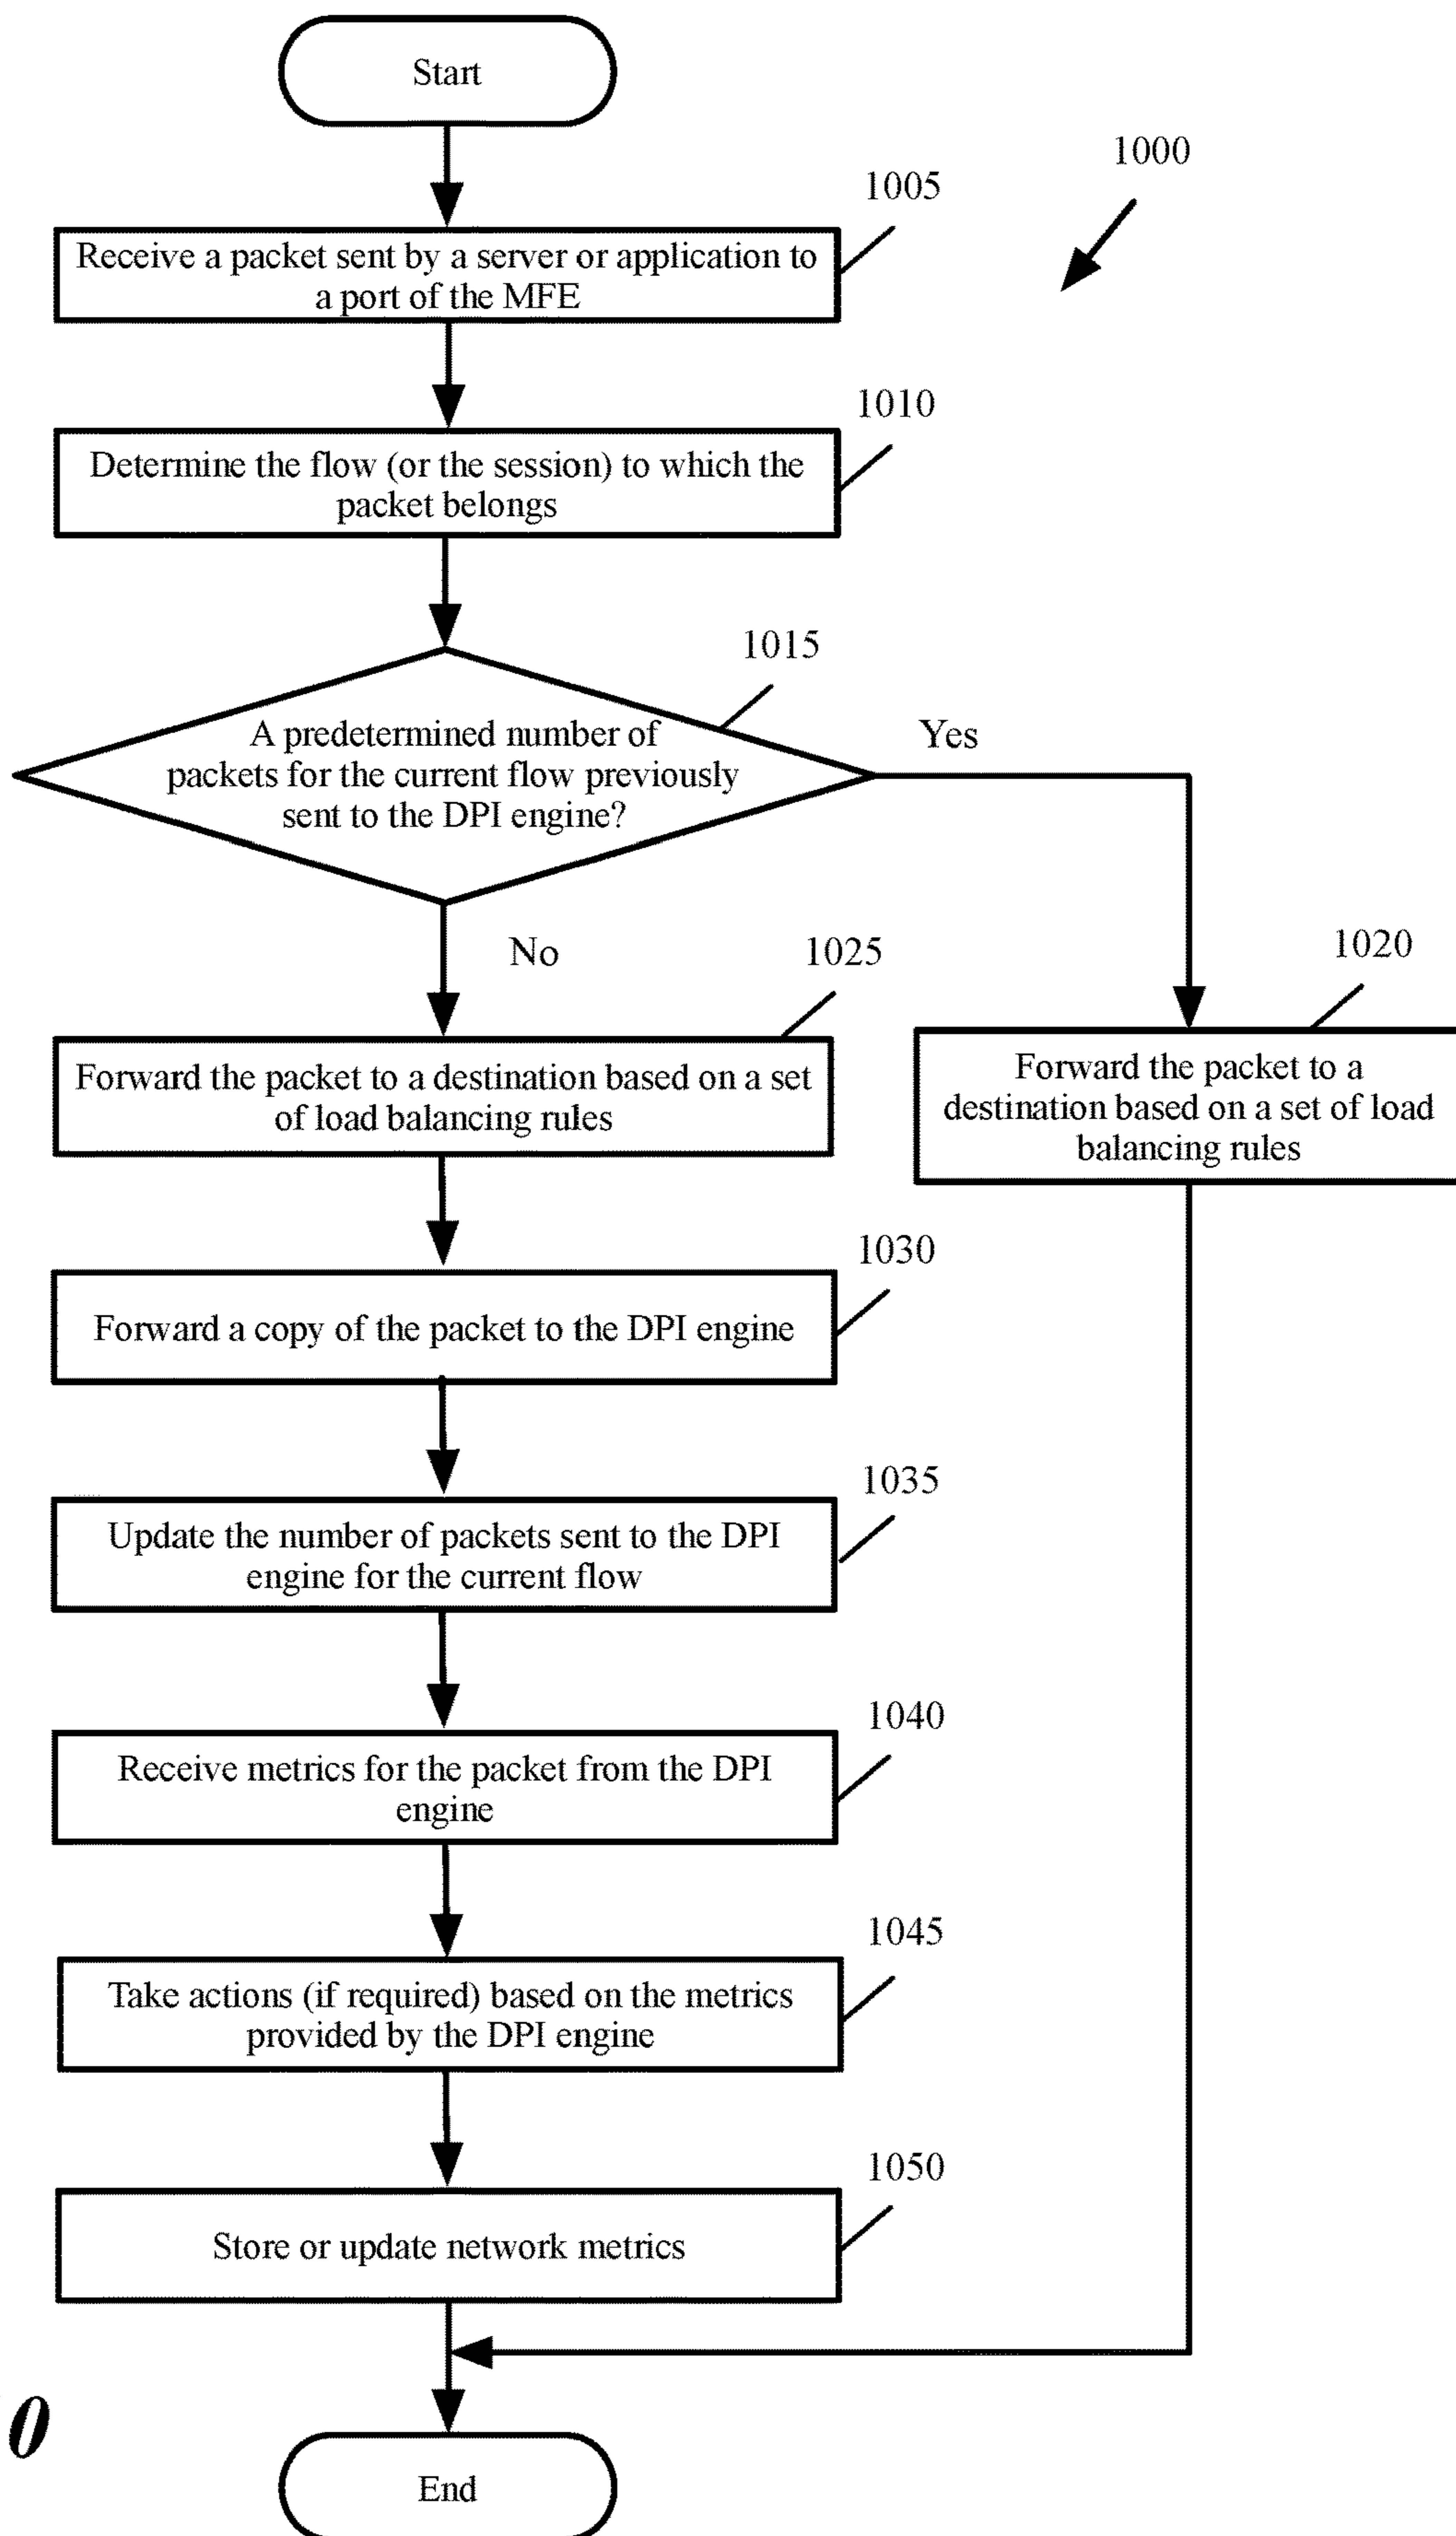 Start
1000
1005
Receive a packet sent by a server or application to
a port of the MFE
1010
Determine the flow (or the session) to which the
packet belongs
1015
A predetermined number of
packets for the current flow previously
sent to the DPI engine?
Yes
No
1025
1020
Forward the packet to a destination based on a set
of load balancing rules
Forward the packet to a
destination based on a set of load
balancing rules
1030
Forward a copy of the packet to the DPI engine
1035
Update the number of packets sent to the DPI
engine for the current flow
1040
Receive metrics for the packet from the DPI
engine
1045
Take actions (if required) based on the metrics
provided by the DPI engine
1050
Store or update network metrics
0
End